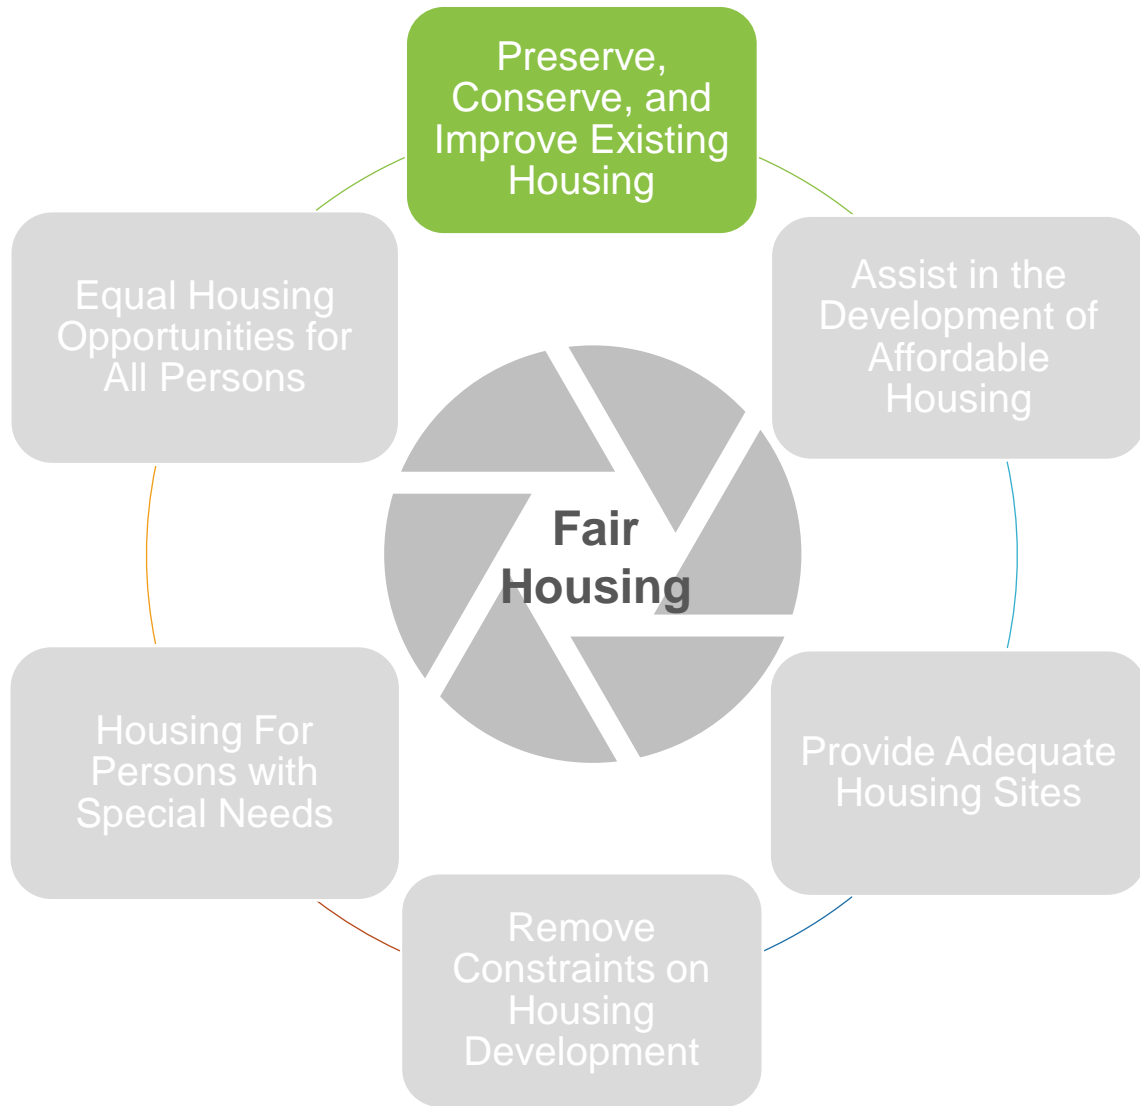 Preserve,
Conserve, and
Improve Existing
Housing
Assist in the
Development of
Affordable
Housing
Provide Adequate
Housing Sites
Remove
Constraints on
Housing
Development
Housing For
Persons with
Special Needs
Equal Housing
Opportunities for
All Persons
Fair
Housing